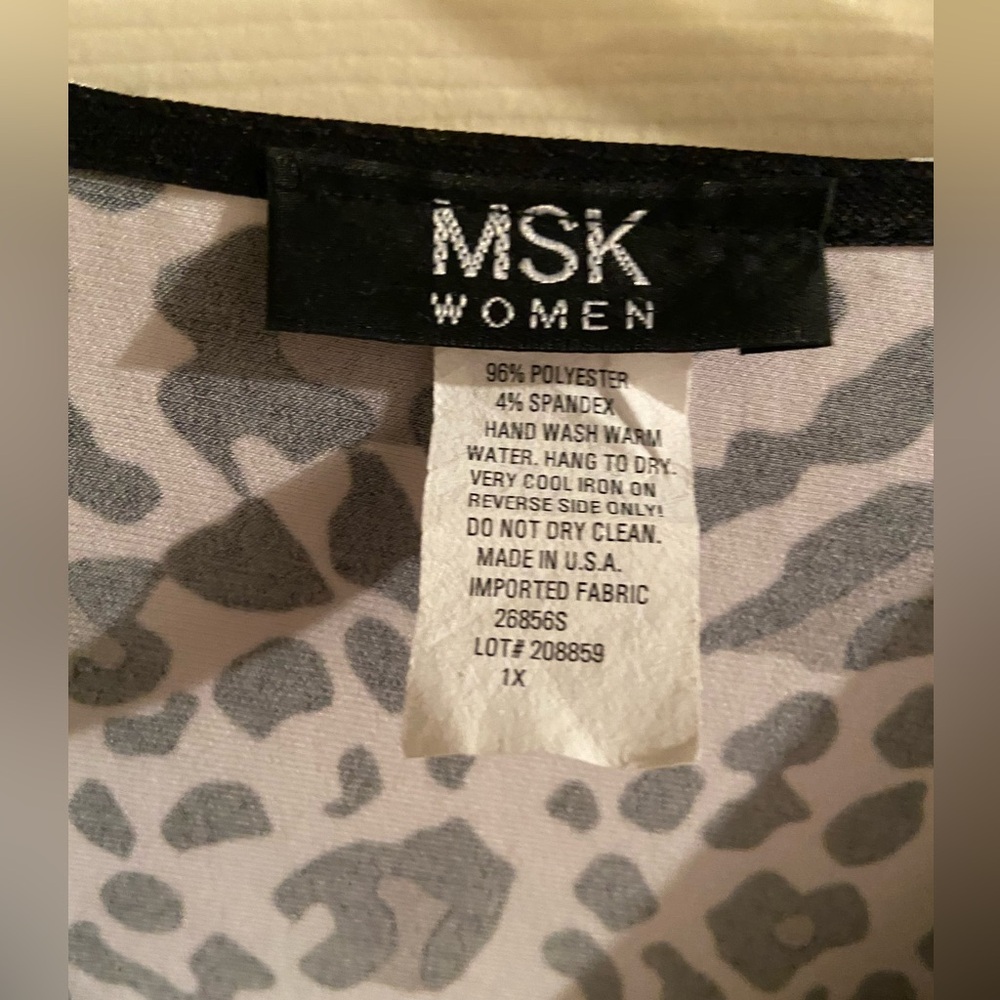 MSK
WOMEN
96% POLYESTER
4% SPANDEX
HAND WASH WARM
WATER. HANG TO DRY.
VERY COOL IRON ON
REVERSE SIDE ONLY!
DO NOT DRY CLEAN.
MADE IN U.S.A.
IMPORTED FABRIC
26856S
LOT# 208859
1X